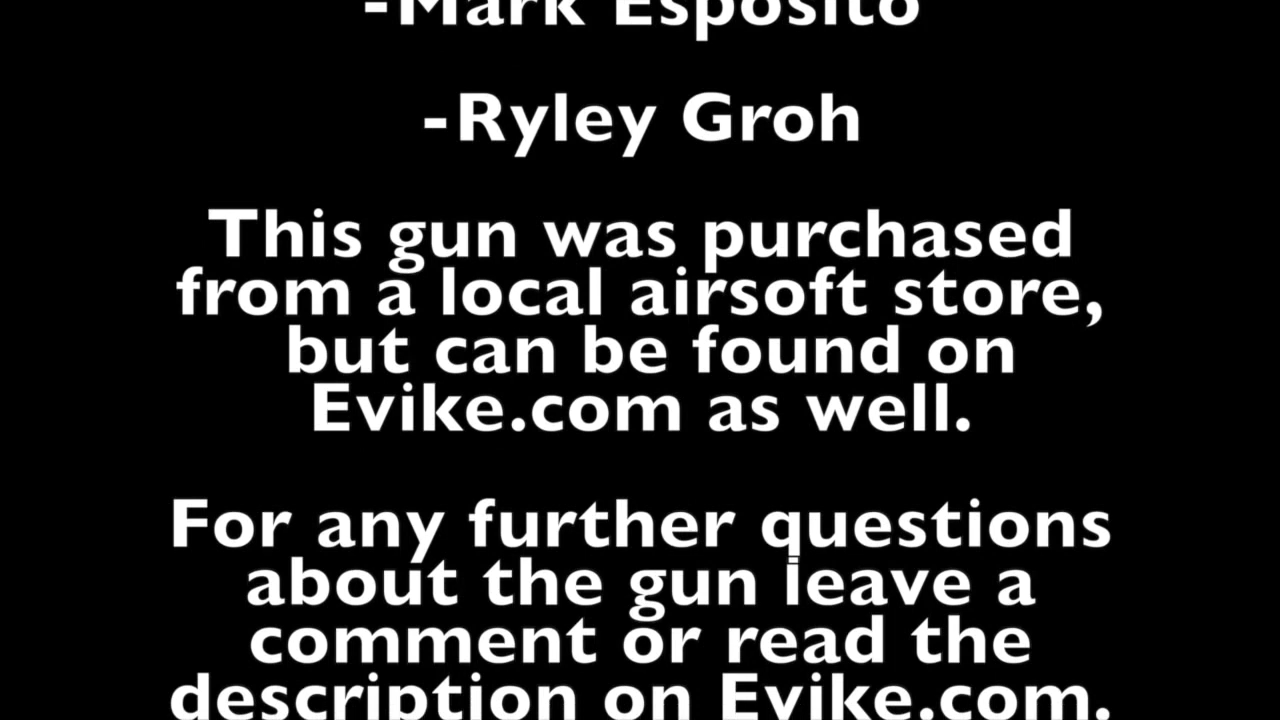 -Mark Esposito
-Ryley Groh
This gun was purchased
from a local airsoft store,
but can be found on
Evike.com as well.
For any further questions
about the gun leave a
comment or read the
description on Evike.com.